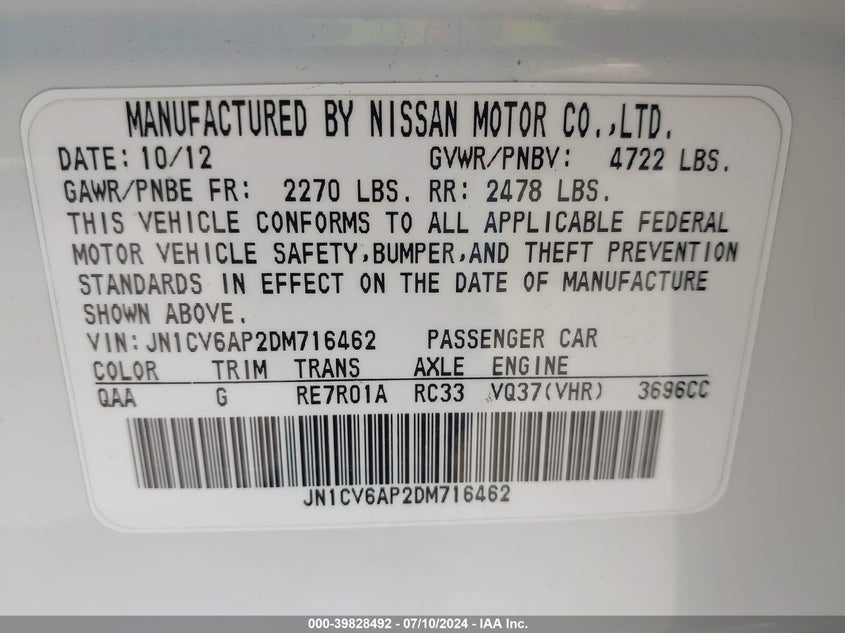 MANUFACTURED BY NISSAN MOTOR CO.,LTD.
DATE: 10/12 GVWR/PNBV: 4722 LBS.
GAWR/PNBE FR: 2270 LBS. RR: 2478 LBS.
THIS VEHICLE CONFORMS TO ALL APPLICABLE FEDERAL
MOTOR VEHICLE SAFETY,BUMPER,AND THEFT PREVENTION
STANDARDS IN EFFECT ON THE DATE OF MANUFACTURE
SHOWN ABOVE.
VIN:JN1CV6AP2DM716462 PASSENGER CAR
COLOR TRIM TRANS AXLE ENGINE
QAA G RE7R01A RC33 VQ37(VHR) 3696CC
JN1CV6AP2DM716462
000-39828492 - 07/10/2024 - IAA Inc.